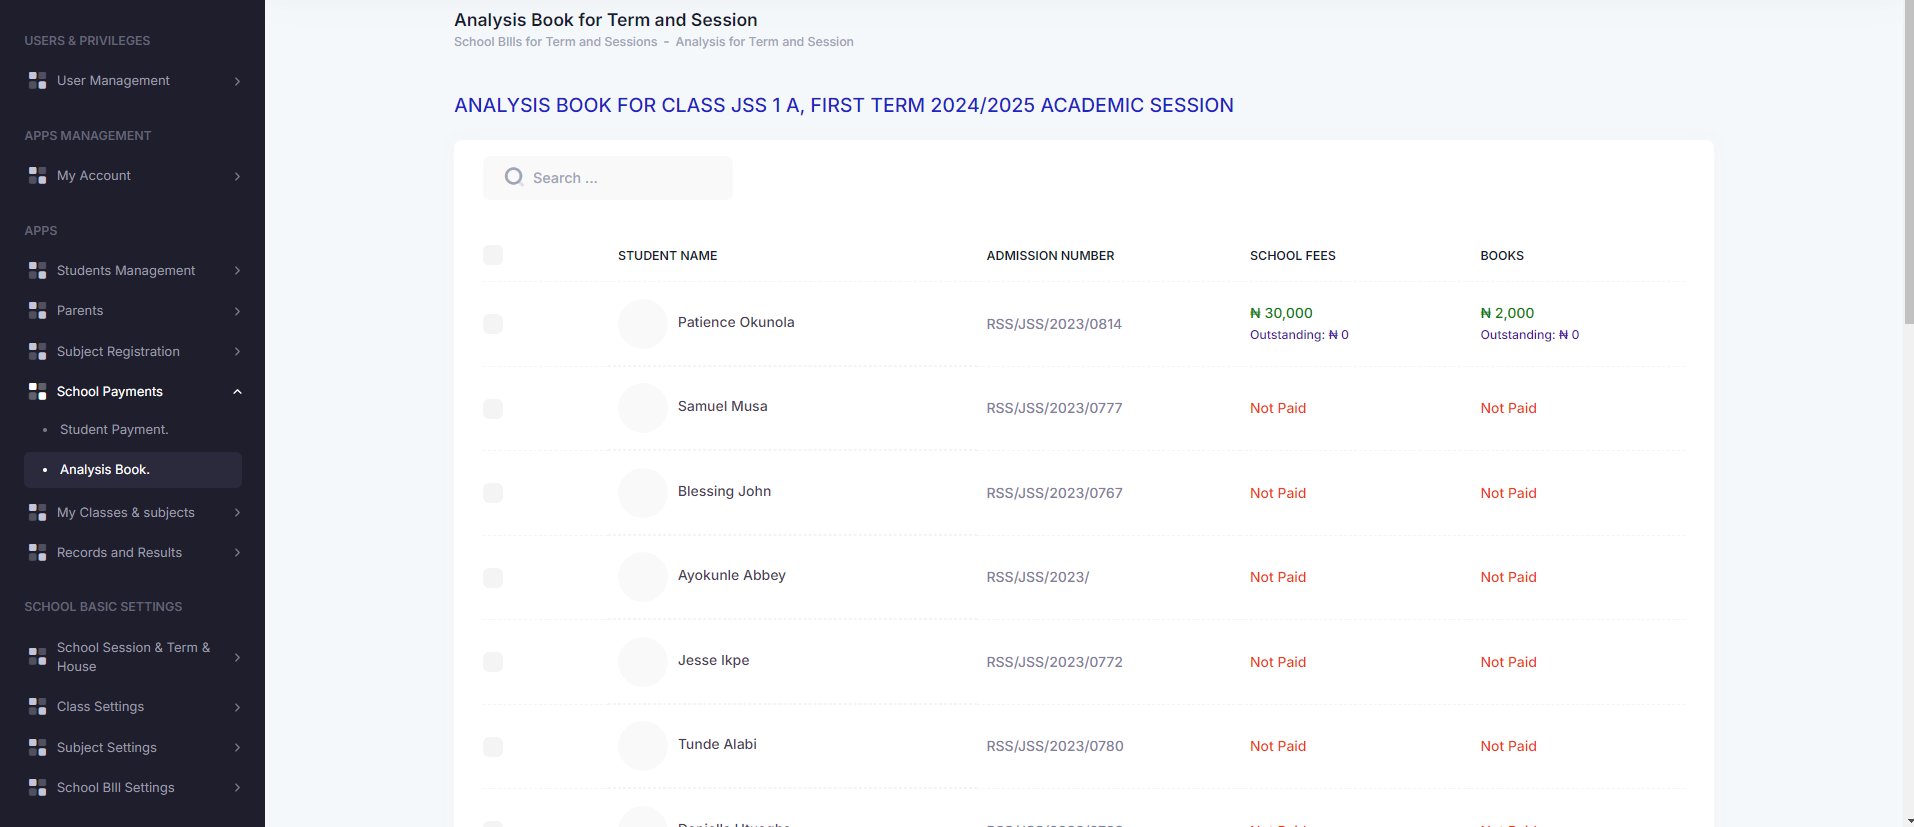 USERS & PRIVILEGES
User Management
APPS MANAGEMENT
My Account
APPS
Students Management
Parents
Subject Registration
School Payments
Student Payment.
Analysis Book.
My Classes & subjects
Records and Results
SCHOOL BASIC SETTINGS
School Session & Term &
House
Class Settings
Subject Settings
School BIll Settings
Analysis Book for Term and Session
School BIlls for Term and Sessions - Analysis for Term and Session
ANALYSIS BOOK FOR CLASS JSS 1 A, FIRST TERM 2024/2025 ACADEMIC SESSION
Search ...
STUDENT NAME ADMISSION NUMBER SCHOOL FEES BOOKS
Patience Okunola RSS/JSS/2023/0814 ₦ 30,000 ₦ 2,000
Outstanding: ₦ 0 Outstanding: ₦ 0
Samuel Musa RSS/JSS/2023/0777 Not Paid Not Paid
Blessing John RSS/JSS/2023/0767 Not Paid Not Paid
Ayokunle Abbey RSS/JSS/2023/ Not Paid Not Paid
Jesse Ikpe RSS/JSS/2023/0772 Not Paid Not Paid
Tunde Alabi RSS/JSS/2023/0780 Not Paid Not Paid